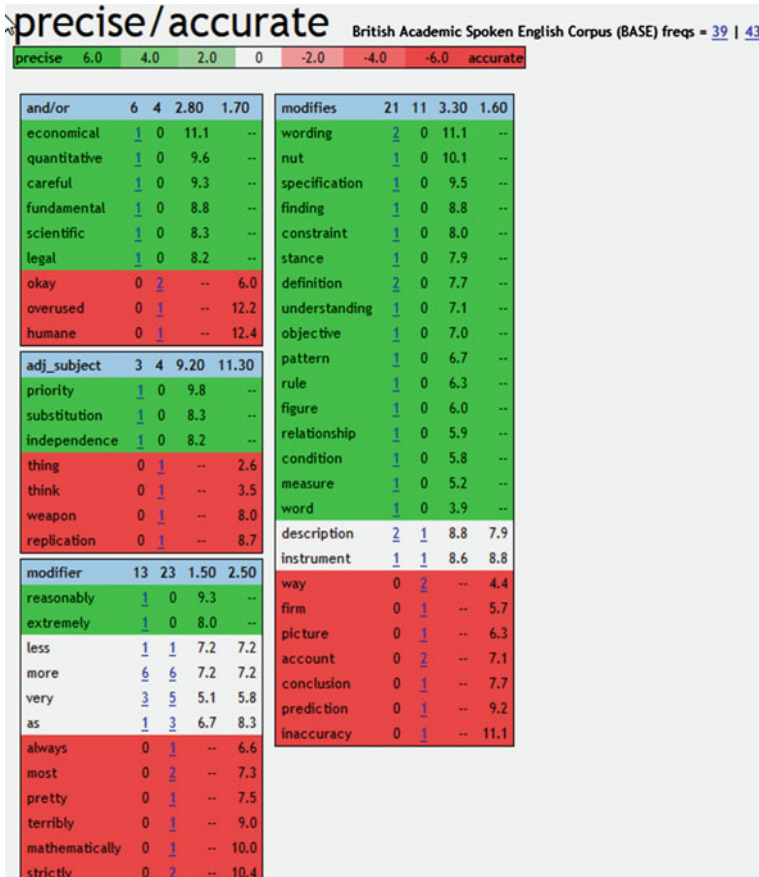 precise/accurate British Academic Spoken English Corpus (BASE) freqs = 39 | 43
precise 6.0 4.0 2.0 0 -2.0 -4.0 -6.0 accurate
and/or 6 4 2.80 1.70
economical 1 0 11.1 --
quantitative 1 0 9.6 --
careful 1 0 9.3 --
fundamental 1 0 8.8 --
scientific 1 0 8.3 --
legal 1 0 8.2 --
okay 0 2 -- 6.0
overused 0 1 -- 12.2
humane 0 1 -- 12.4
adj_subject 3 4 9.20 11.30
priority 1 0 9.8 --
substitution 1 0 8.3 --
independence 1 0 8.2 --
thing 0 1 -- 2.6
think 0 1 -- 3.5
weapon 0 1 -- 8.0
replication 0 1 -- 8.7
modifier 13 23 1.50 2.50
reasonably 1 0 9.3 --
extremely 1 0 8.0 --
less 1 1 7.2 7.2
more 6 6 7.2 7.2
very 3 5 5.1 5.8
as 1 3 6.7 8.3
always 0 1 -- 6.6
most 0 2 -- 7.3
pretty 0 1 -- 7.5
terribly 0 1 -- 9.0
mathematically 0 1 -- 10.0
strictly 0 2 -- 10.4
modifies 21 11 3.30 1.60
wording 2 0 11.1 --
nut 1 0 10.1 --
specification 1 0 9.5 --
finding 1 0 8.8 --
constraint 1 0 8.0 --
stance 1 0 7.9 --
definition 2 0 7.7 --
understanding 1 0 7.1 --
objective 1 0 7.0 --
pattern 1 0 6.7 --
rule 1 0 6.3 --
figure 1 0 6.0 --
relationship 1 0 5.9 --
condition 1 0 5.8 --
measure 1 0 5.2 --
word 1 0 3.9 --
description 2 1 8.8 7.9
instrument 1 1 8.6 8.8
way 0 2 -- 4.4
firm 0 1 -- 5.7
picture 0 1 -- 6.3
account 0 2 -- 7.1
conclusion 0 1 -- 7.7
prediction 0 1 -- 9.2
inaccuracy 0 1 -- 11.1